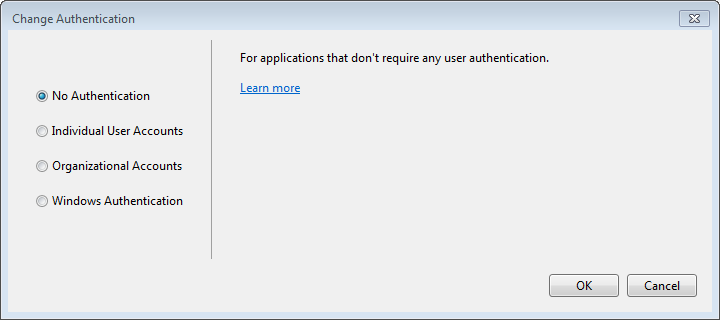 Change Authentication
For applications that don't require any user authentication.
Learn more
No Authentication
Individual User Accounts
Organizational Accounts
Windows Authentication
OK
Cancel